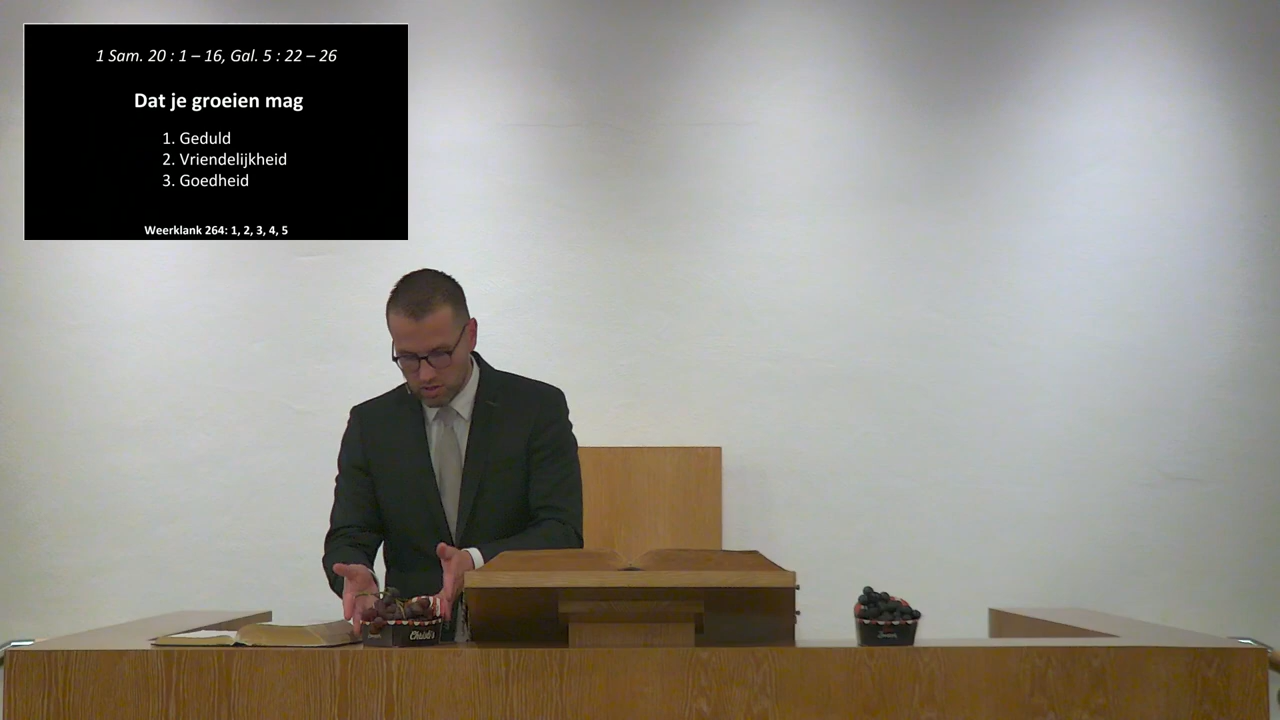 1 Sam. 20 : 1 – 16, Gal. 5 : 22 – 26
Dat je groeien mag
1. Geduld
2. Vriendelijkheid
3. Goedheid
Weerklank 264: 1, 2, 3, 4, 5